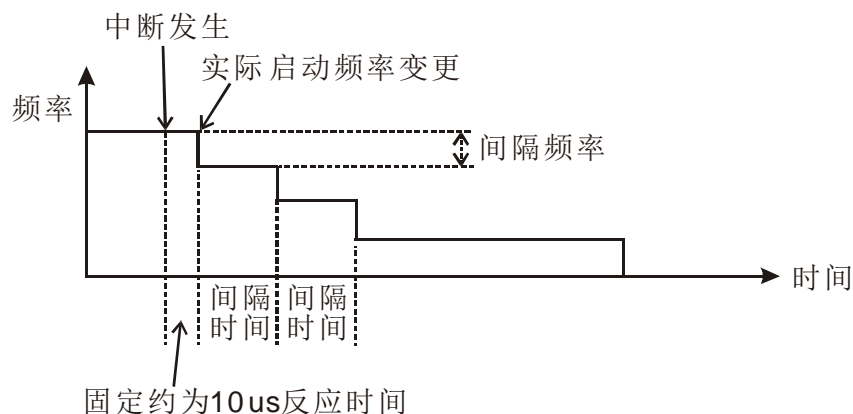 中断发生
实际启动频率变更
频率
间隔频率
时间
间隔 间隔
时间 时间
固定约为10us反应时间